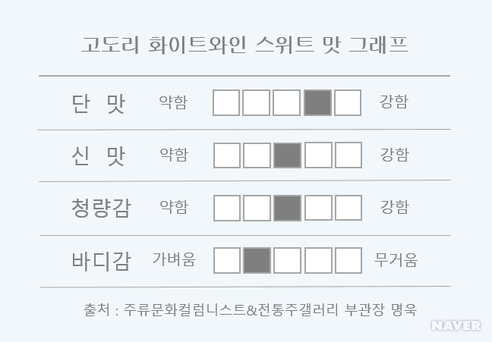 고도리 화이트와인 스위트 맛 그래프
단 맛 약함 강함
신 맛 약함 강함
청량감 약함 강함
바디감 가벼움 무거움
출처 : 주류문화컬럼니스트&전통주갤러리 부관장 명욱
NAVER